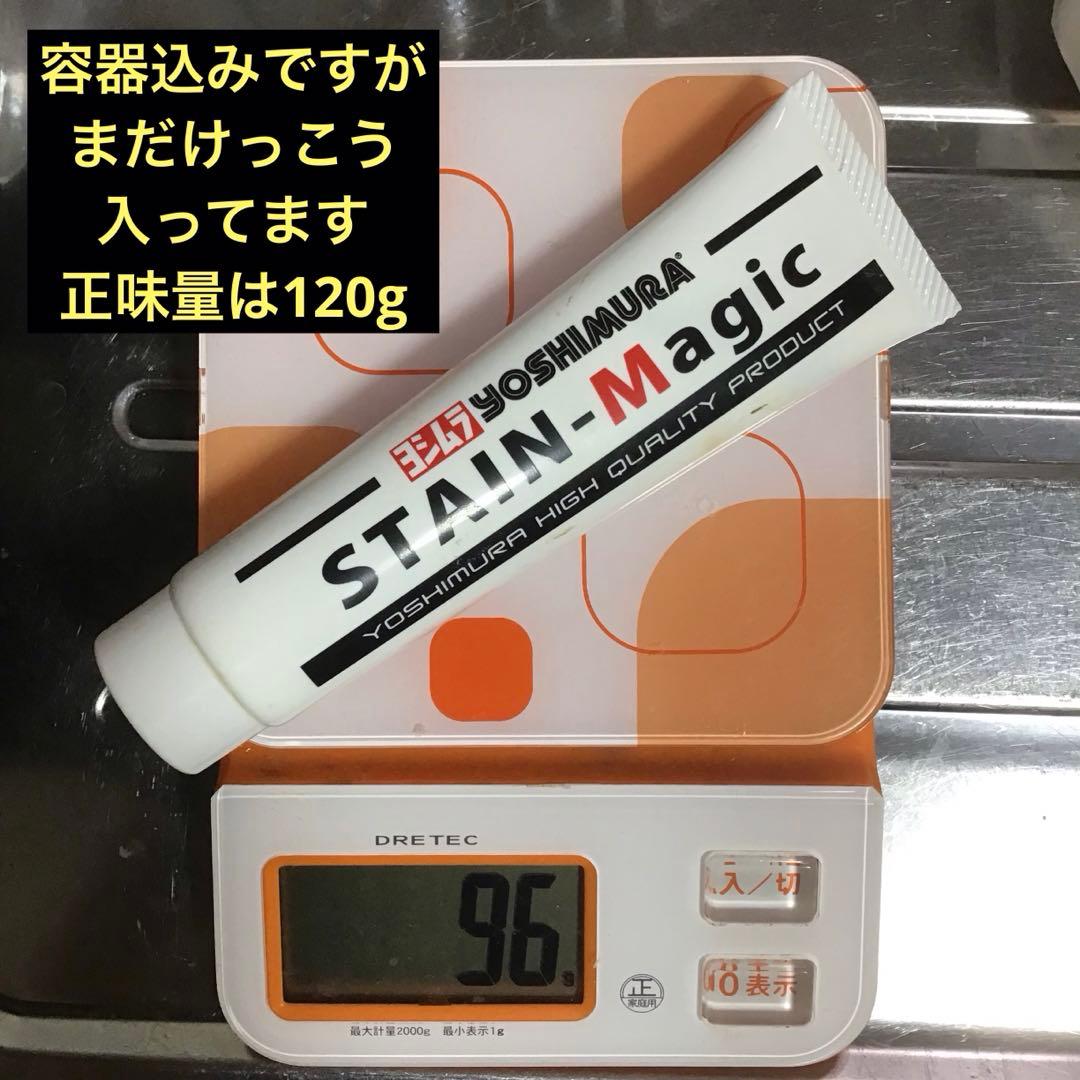 容器込みですが
まだけっこう
入ってます
正味量は120g
ヨシムラ YOSHIMURA
STAIN-Magic
YOSHIMURA HIGH QUALITY PRODUCT
DRETEC
96g
入/切
0表示
正
家庭用
最大計量2000g 最小表示1g